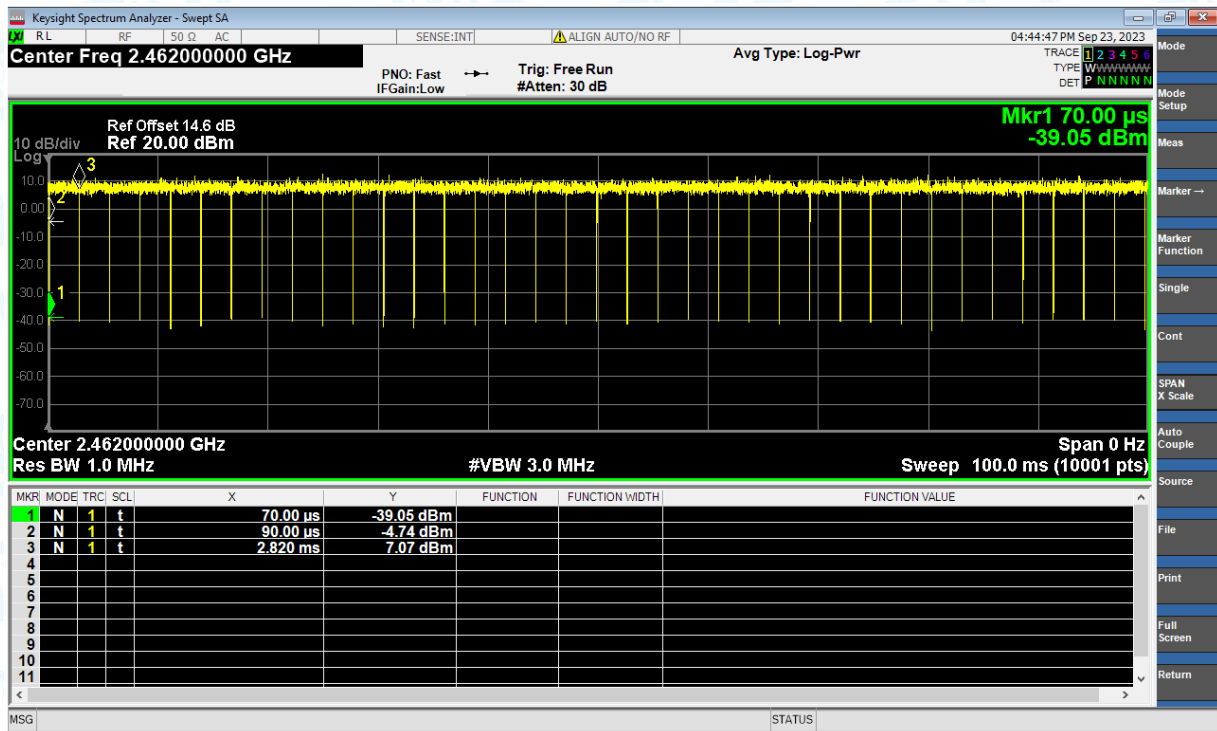 Keysight Spectrum Analyzer - Swept SA
LXI RL RF 50 Ω AC SENSE:INT ALIGN AUTO/NO RF 04:44:47 PM Sep 23, 2023
Center Freq 2.462000000 GHz
Avg Type: Log-Pwr
TRACE 1 2 3 4 5 6
TYPE WWWWWW
DET P N N N N N
PNO: Fast
IFGain:Low
Trig: Free Run
#Atten: 30 dB
Mkr1 70.00 µs
-39.05 dBm
Ref Offset 14.6 dB
10 dB/div Ref 20.00 dBm
Log
3
10.0
2
0.00
-10.0
-20.0
-30.0
1
-40.0
-50.0
-60.0
-70.0
Center 2.462000000 GHz Span 0 Hz
Res BW 1.0 MHz #VBW 3.0 MHz Sweep 100.0 ms (10001 pts)
MKR MODE TRC SCL X Y FUNCTION FUNCTION WIDTH FUNCTION VALUE
1 N 1 t 70.00 µs -39.05 dBm
2 N 1 t 90.00 µs -4.74 dBm
3 N 1 t 2.820 ms 7.07 dBm
4
5
6
7
8
9
10
11
MSG STATUS
Mode
Mode
Setup
Meas
Marker →
Marker
Function
Single
Cont
SPAN
X Scale
Auto
Couple
Source
File
Print
Full
Screen
Return